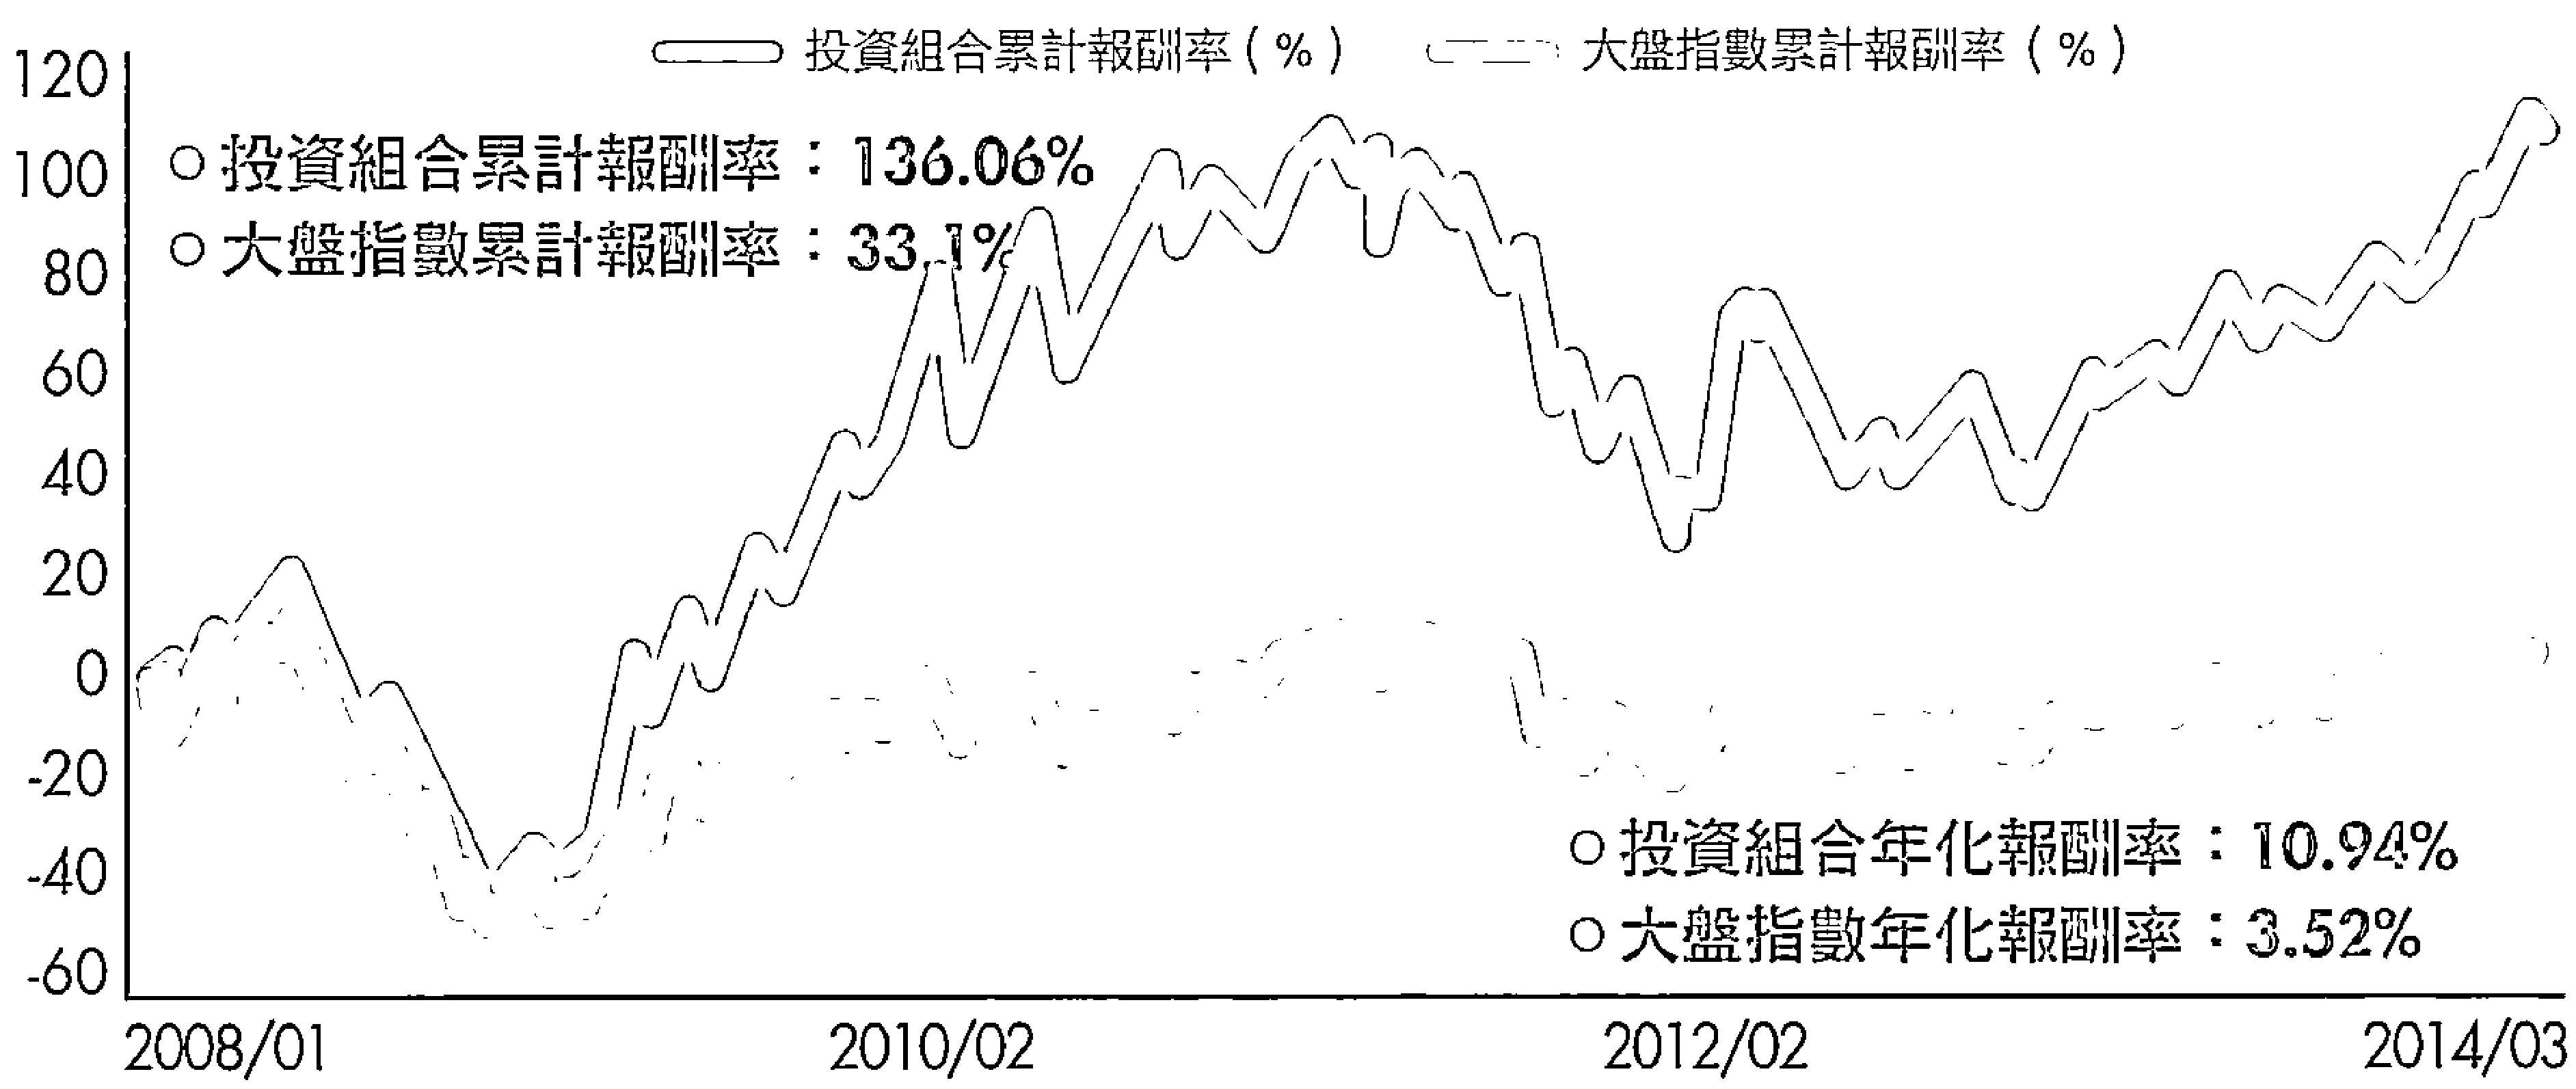 投資組合累計報酬率(%) 大盤指數累計報酬率(%)
120
100
80
60
40
20
0
-20
-40
-60
○投資組合累計報酬率：136.06%
○大盤指數累計報酬率：33.1%
○投資組合年化報酬率：10.94%
○大盤指數年化報酬率：3.52%
2008/01 2010/02 2012/02 2014/03